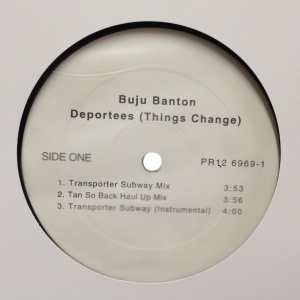 Buju Banton
Deportees (Things Change)
SIDE ONE
PR12 6969-1
1. Transporter Subway Mix 3:53
2. Tan So Back Haul Up Mix 3:56
3. Transporter Subway (Instrumental) 4:00